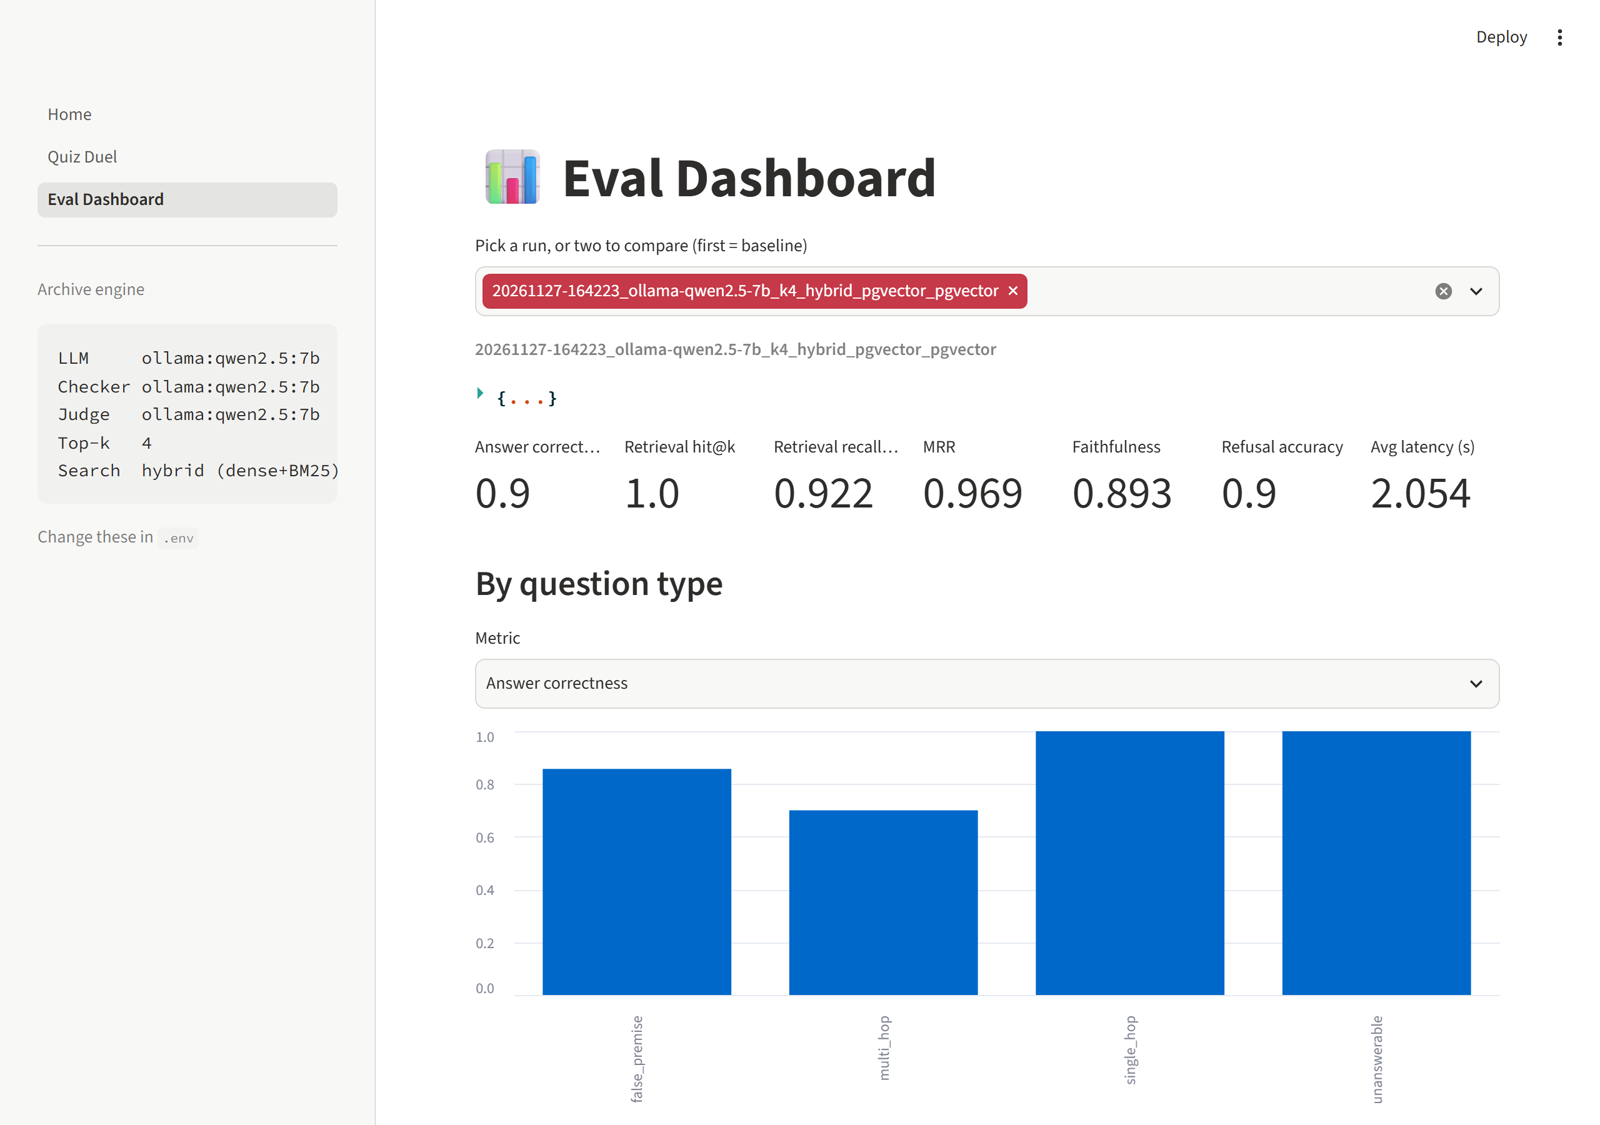 Deploy
Home
Quiz Duel
Eval Dashboard
Archive engine
LLM ollama:qwen2.5:7b
Checker ollama:qwen2.5:7b
Judge ollama:qwen2.5:7b
Top-k 4
Search hybrid (dense+BM25)
Change these in .env
Eval Dashboard
Pick a run, or two to compare (first = baseline)
20261127-164223_ollama-qwen2.5-7b_k4_hybrid_pgvector_pgvector
20261127-164223_ollama-qwen2.5-7b_k4_hybrid_pgvector_pgvector
{...}
Answer correct… Retrieval hit@k Retrieval recall… MRR Faithfulness Refusal accuracy Avg latency (s)
0.9 1.0 0.922 0.969 0.893 0.9 2.054
By question type
Metric
Answer correctness
1.0
0.8
0.6
0.4
0.2
0.0
false_premise multi_hop single_hop unanswerable